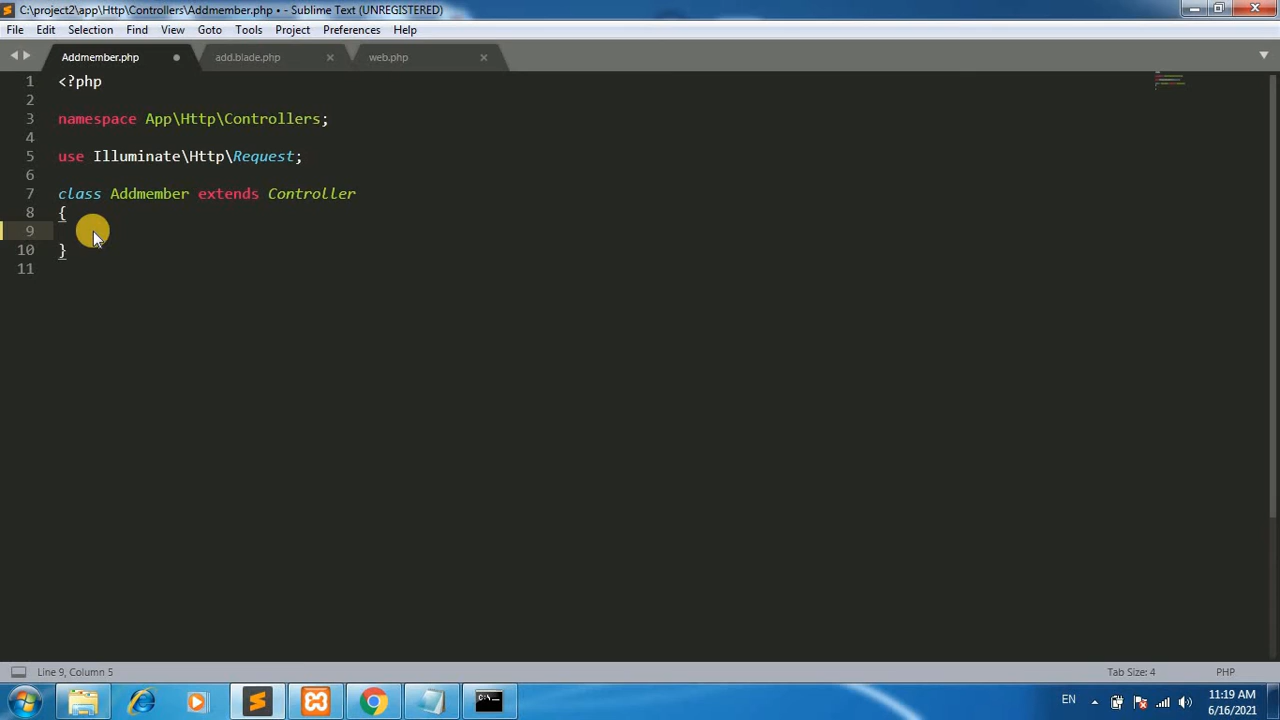 C:\project2\app\Http\Controllers\Addmember.php • - Sublime Text (UNREGISTERED)
File Edit Selection Find View Goto Tools Project Preferences Help
Addmember.php add.blade.php web.php
1 <?php
2
3 namespace App\Http\Controllers;
4
5 use Illuminate\Http\Request;
6
7 class Addmember extends Controller
8 {
9
10 }
11
Line 9, Column 5 Tab Size: 4 PHP
EN 11:19 AM
6/16/2021